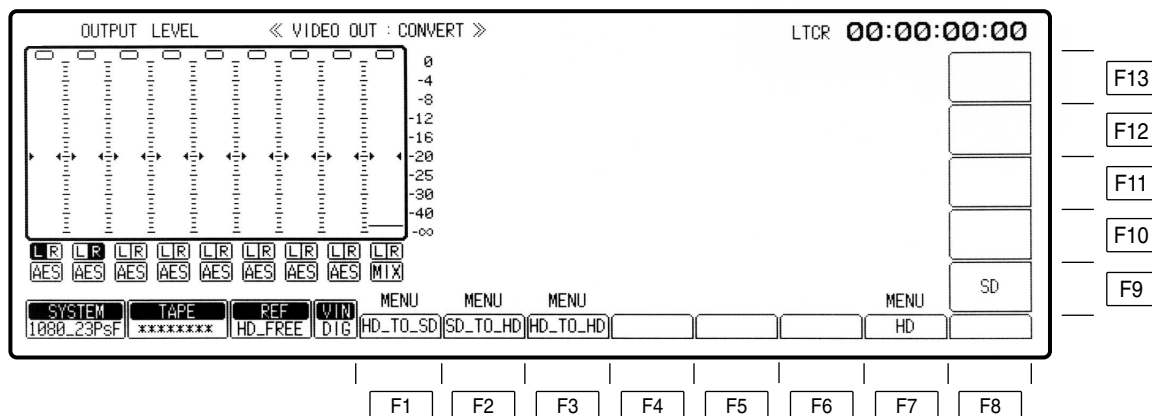 OUTPUT LEVEL ≪ VIDEO OUT : CONVERT ≫ LTCR 00:00:00:00
0
-4
-8
-12
-16
-20
-25
-30
-40
-∞
L R L R L R L R L R L R L R L R L R
AES AES AES AES AES AES AES AES MIX
SYSTEM TAPE REF VIN MENU MENU MENU MENU
1080_23PsF ******** HD_FREE DIG HD_TO_SD SD_TO_HD HD_TO_HD HD
SD
F13
F12
F11
F10
F9
F1 F2 F3 F4 F5 F6 F7 F8